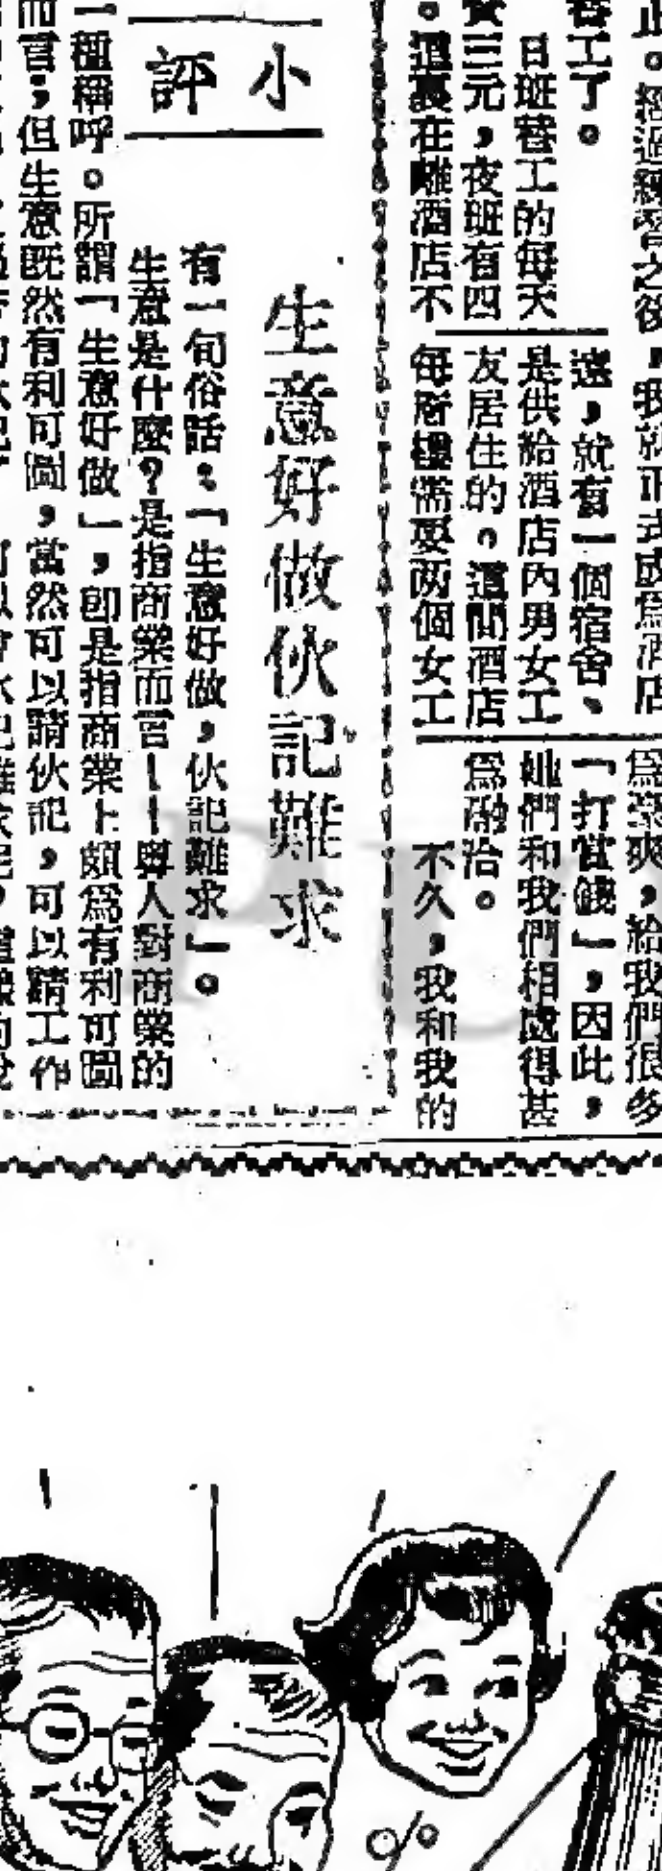 小評
生意好做伙記難求
有一句俗話：「生意好做，伙記難求」。
生意是什麼？是指商業而言——與人對商業的
一種稱呼。所謂「生意好做」，卽是指商業上頗為有利可圖
而言；但生意既然有利可圖，當然可以請伙記，可以請工作
替工了。
日班替工的每天
三元，夜班有四
。這裏在離酒店不
遠，就有一個宿舍、
是供給酒店內男女工
友居住的。這間酒店
每層樓需要兩個女工
為豪爽，給我們很多
「打賞錢」，因此，
她們和我們相處得甚
為融洽。
不久，我和我的
止。經過練習之後，我就正式成爲酒店
PU
%